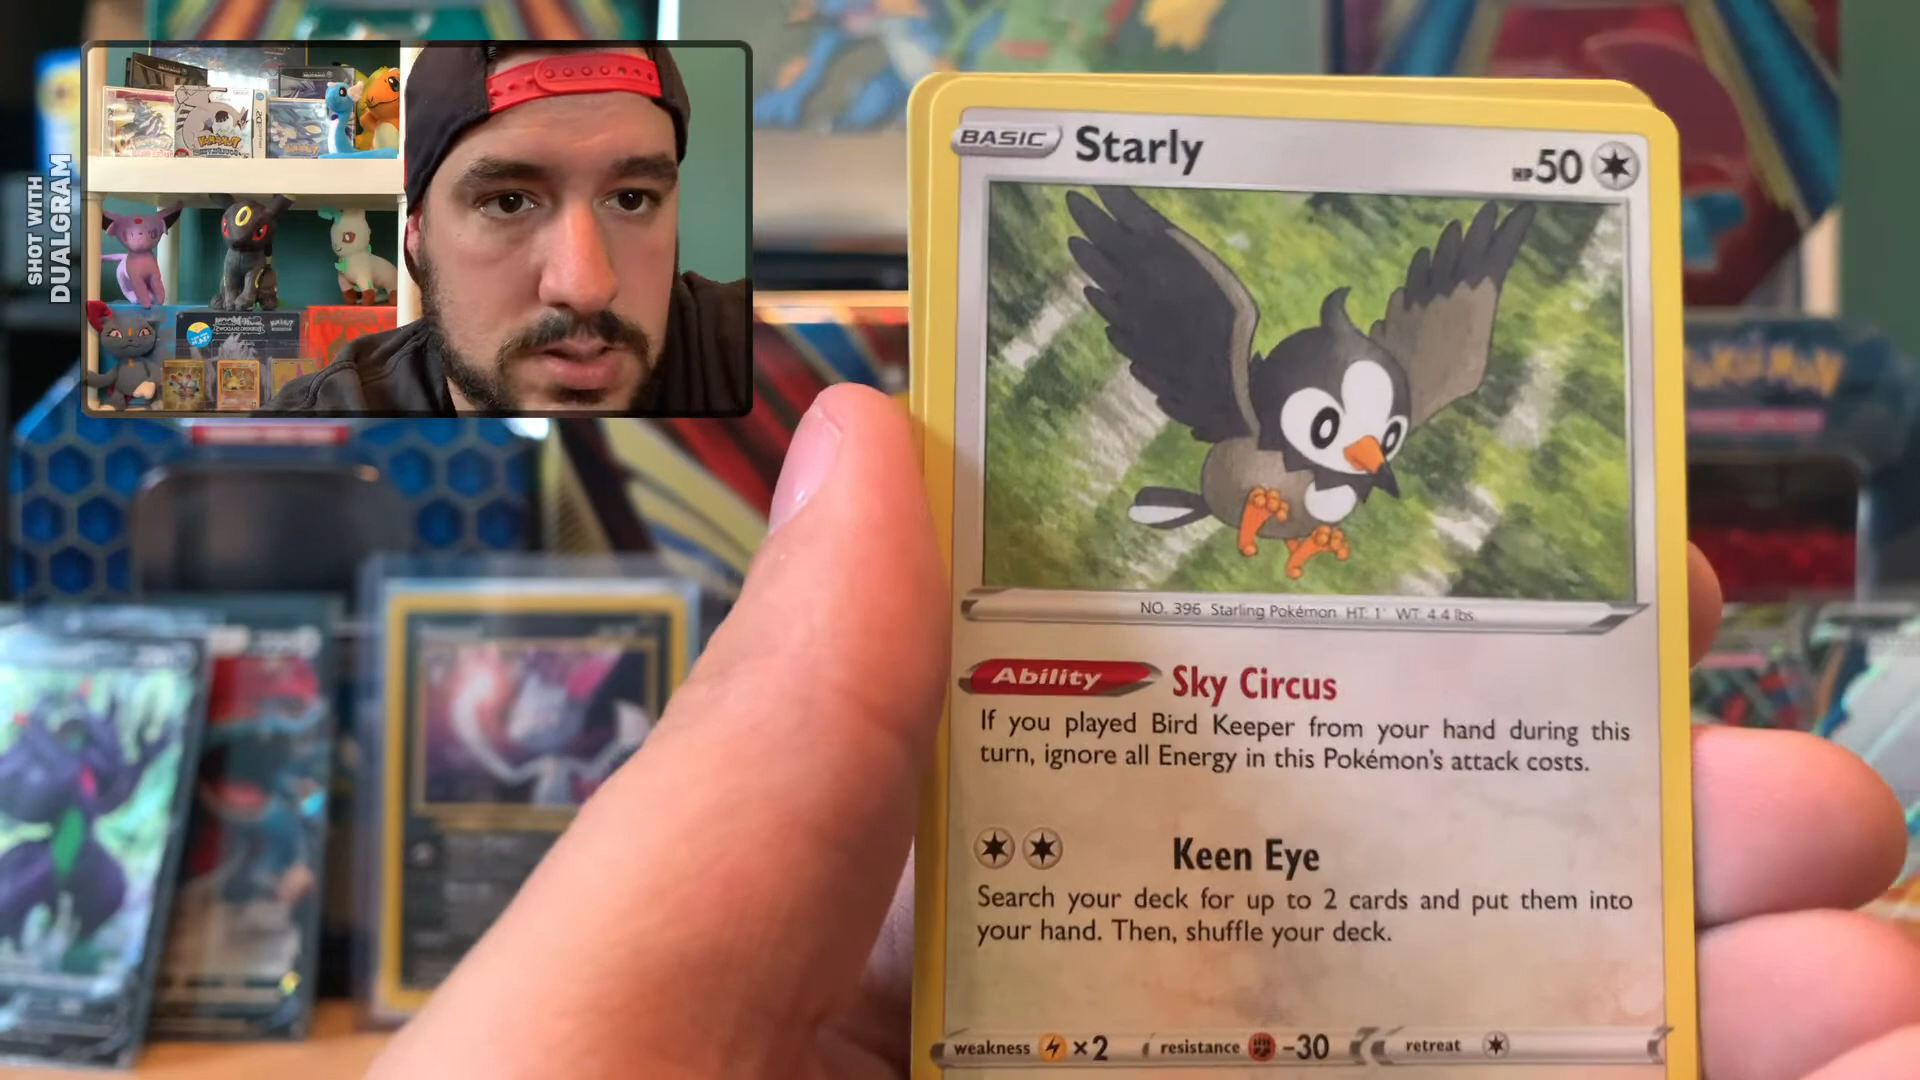 SHOT WITH
DUALGRAM
BASIC Starly HP 50
NO. 396 Starling Pokémon HT: 1' WT: 4.4 lbs
Ability Sky Circus
If you played Bird Keeper from your hand during this
turn, ignore all Energy in this Pokémon's attack costs.
Keen Eye
Search your deck for up to 2 cards and put them into
your hand. Then, shuffle your deck.
weakness ×2 resistance -30 retreat
POKÉMON